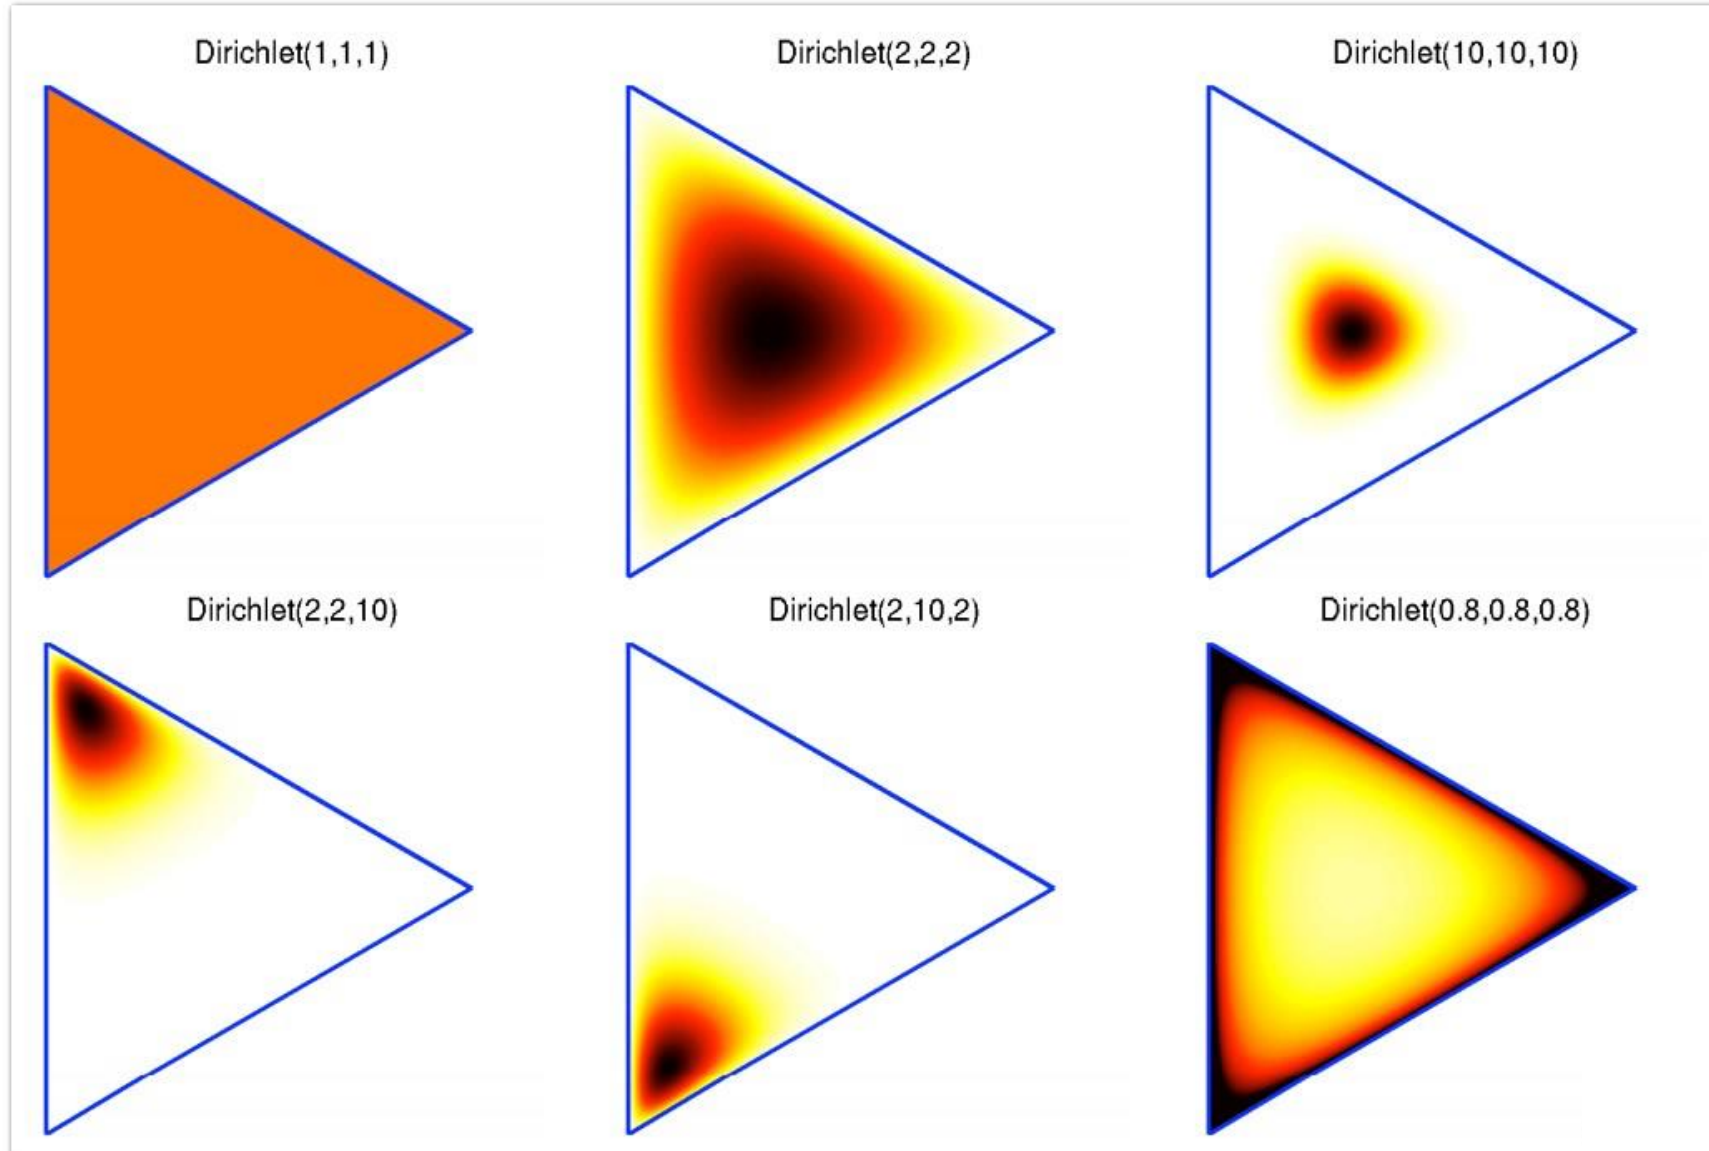 Dirichlet(1,1,1)
Dirichlet(2,2,2)
Dirichlet(10,10,10)
Dirichlet(2,2,10)
Dirichlet(2,10,2)
Dirichlet(0.8,0.8,0.8)